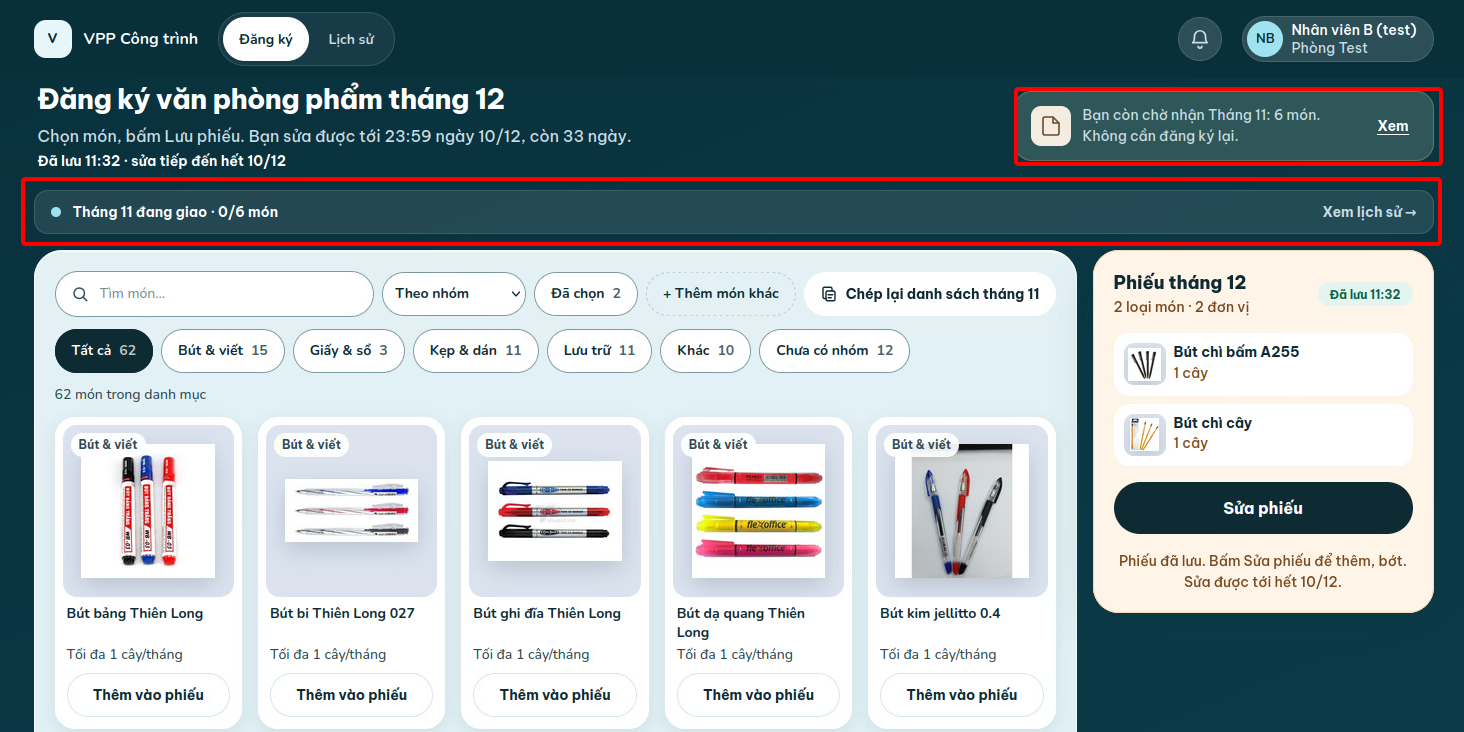 V
VPP Công trình
Đăng ký
Lịch sử
NB
Nhân viên B (test)
Phòng Test
Đăng ký văn phòng phẩm tháng 12
Chọn món, bấm Lưu phiếu. Bạn sửa được tới 23:59 ngày 10/12, còn 33 ngày.
Đã lưu 11:32 · sửa tiếp đến hết 10/12
Bạn còn chờ nhận Tháng 11: 6 món.
Không cần đăng ký lại.
Xem
Tháng 11 đang giao · 0/6 món
Xem lịch sử →
Tìm món...
Theo nhóm
Đã chọn 2
+ Thêm món khác
Chép lại danh sách tháng 11
Tất cả 62
Bút & viết 15
Giấy & sổ 3
Kẹp & dán 11
Lưu trữ 11
Khác 10
Chưa có nhóm 12
62 món trong danh mục
Bút & viết
Bút bảng Thiên Long
Tối đa 1 cây/tháng
Thêm vào phiếu
Bút & viết
Bút bi Thiên Long 027
Tối đa 1 cây/tháng
Thêm vào phiếu
Bút & viết
Bút ghi đĩa Thiên Long
Tối đa 1 cây/tháng
Thêm vào phiếu
Bút & viết
flexoffice
flexoffice
Bút dạ quang Thiên
Long
Tối đa 1 cây/tháng
Thêm vào phiếu
Bút & viết
Bút kim jellitto 0.4
Tối đa 1 cây/tháng
Thêm vào phiếu
Phiếu tháng 12
2 loại món · 2 đơn vị
Đã lưu 11:32
Bút chì bấm A255
1 cây
Bút chì cây
1 cây
Sửa phiếu
Phiếu đã lưu. Bấm Sửa phiếu để thêm, bớt.
Sửa được tới hết 10/12.